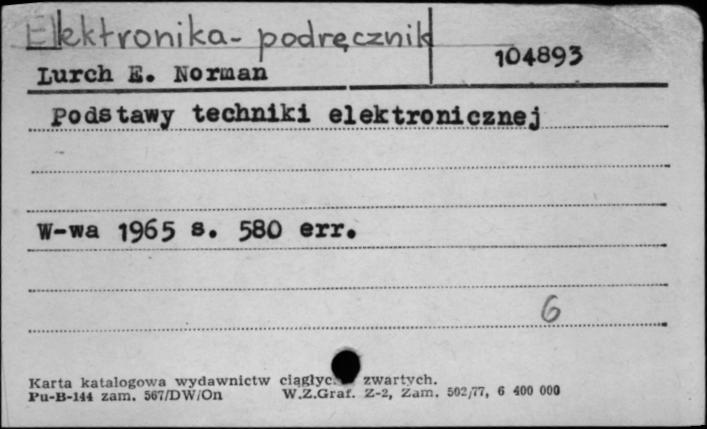 Elektronika- podręcznik
104893
Lurch E. Norman
Podstawy techniki elektronicznej
W-wa 1965 s. 580 err.
6
Karta katalogowa wydawnictw zwartych.
Pu-B-144 zam. 567/DW/On W.Z.Graf. Z-2, Zam. 502/77, 6 400 000